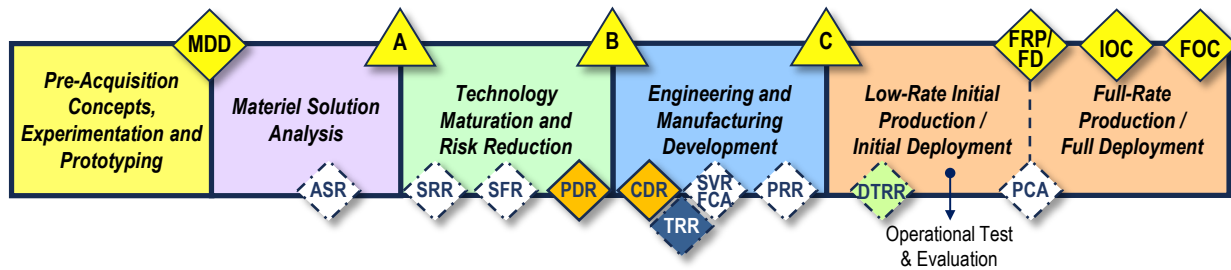 MDD
A
B
C
FRP/
FD
IOC
FOC
Pre-Acquisition
Concepts,
Experimentation and
Prototyping
Materiel Solution
Analysis
Technology
Maturation and
Risk Reduction
Engineering and
Manufacturing
Development
Low-Rate Initial
Production /
Initial Deployment
Full-Rate
Production /
Full Deployment
ASR
SRR
SFR
PDR
CDR
TRR
SVR
FCA
PRR
DTRR
PCA
Operational Test
& Evaluation